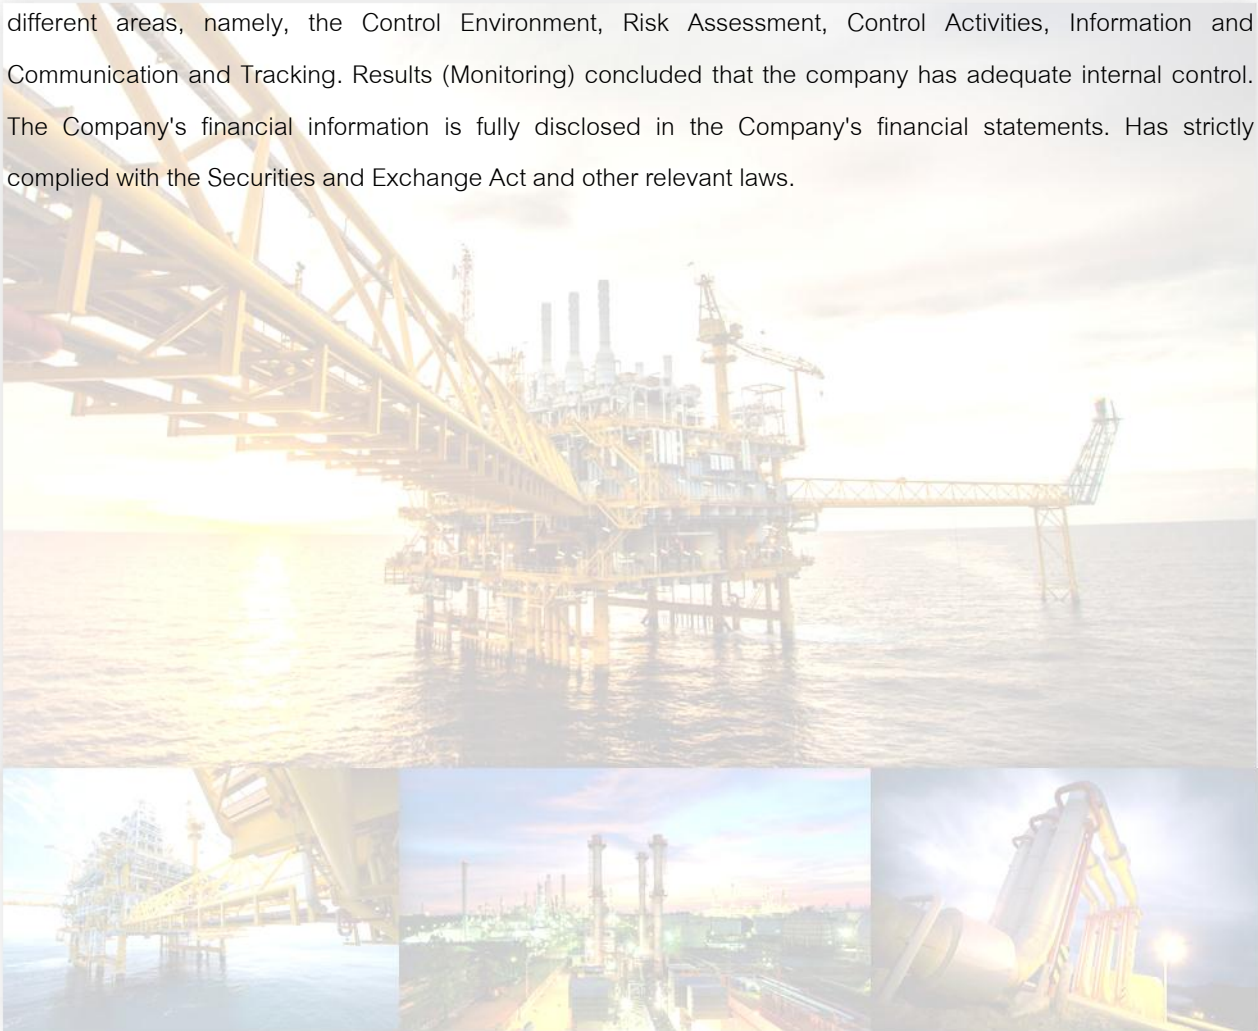 different areas, namely, the Control Environment, Risk Assessment, Control Activities, Information and
Communication and Tracking. Results (Monitoring) concluded that the company has adequate internal control.
The Company's financial information is fully disclosed in the Company's financial statements. Has strictly
complied with the Securities and Exchange Act and other relevant laws.